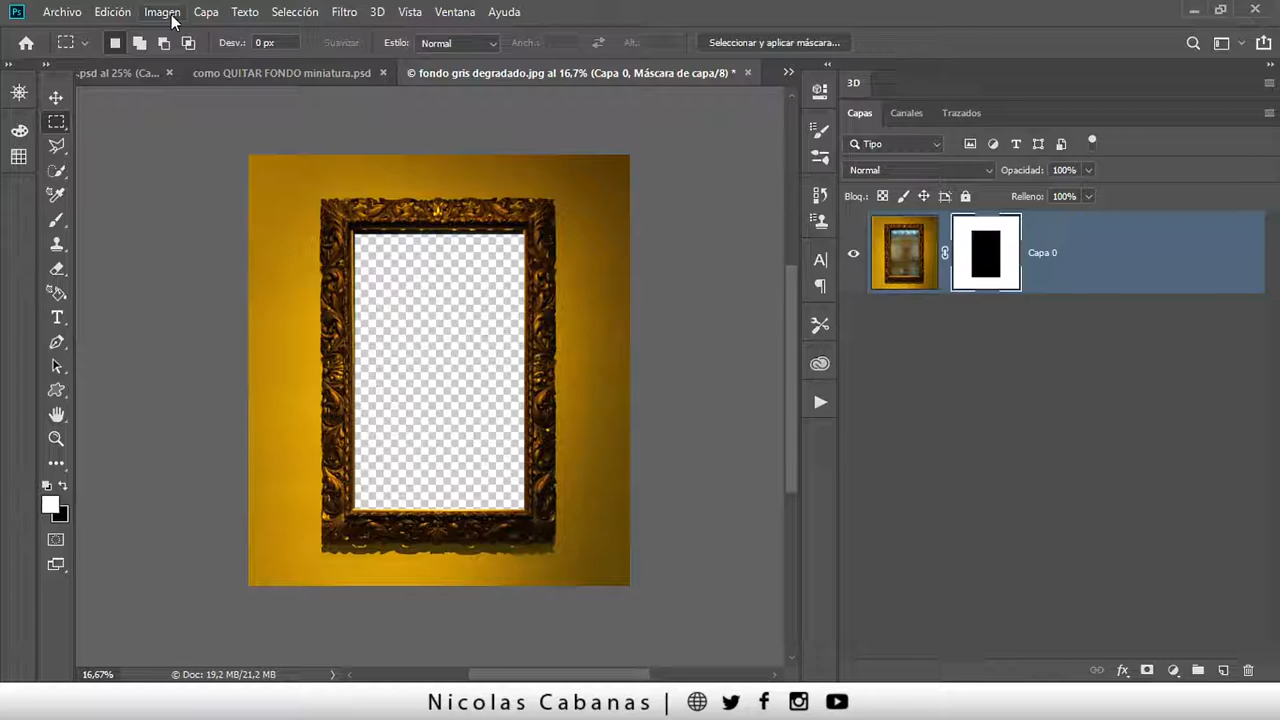 Ps Archivo Edición Imagen Capa Texto Selección Filtro 3D Vista Ventana Ayuda
Desv.: 0 px Suavizar Estilo: Normal Anch.: Alt.: Seleccionar y aplicar máscara...
.psd al 25% (Ca... × como QUITAR FONDO miniatura.psd × © fondo gris degradado.jpg al 16,7% (Capa 0, Máscara de capa/8) * ×
3D
Capas Canales Trazados
Tipo
Normal Opacidad: 100%
Bloq.: Relleno: 100%
Capa 0
16,67% © Doc: 19,2 MB/21,2 MB
fx
Nicolas Cabanas |